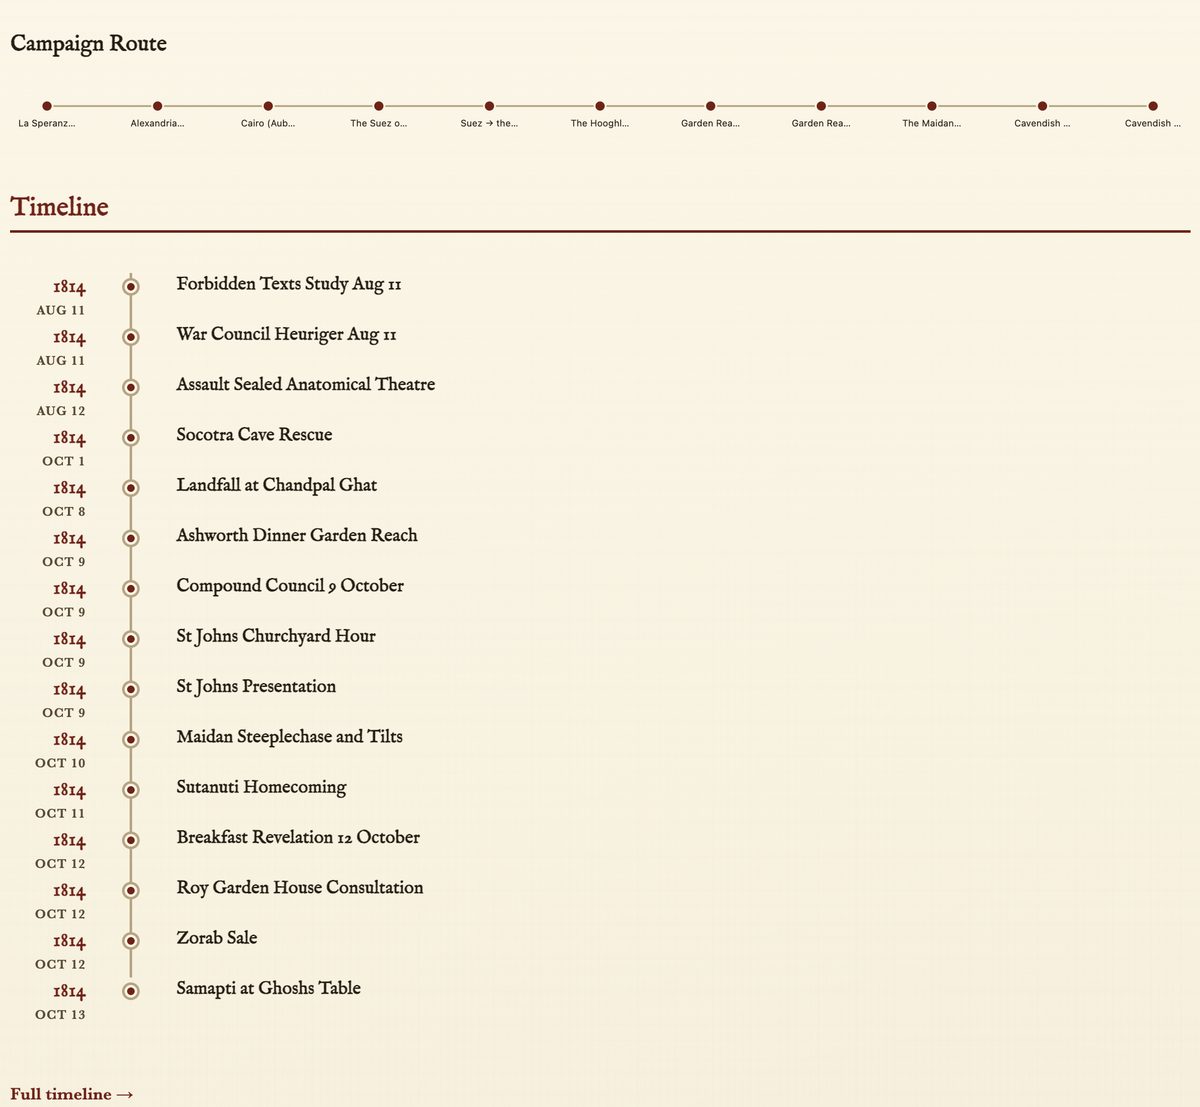 Campaign Route
La Speranz...
Alexandria...
Cairo (Aub...
The Suez o...
Suez → the...
The Hooghl...
Garden Rea...
Garden Rea...
The Maidan...
Cavendish ...
Cavendish ...
Timeline
1814
AUG 11
Forbidden Texts Study Aug 11
1814
AUG 11
War Council Heuriger Aug 11
1814
AUG 12
Assault Sealed Anatomical Theatre
1814
OCT 1
Socotra Cave Rescue
1814
OCT 8
Landfall at Chandpal Ghat
1814
OCT 9
Ashworth Dinner Garden Reach
1814
OCT 9
Compound Council 9 October
1814
OCT 9
St Johns Churchyard Hour
1814
OCT 9
St Johns Presentation
1814
OCT 10
Maidan Steeplechase and Tilts
1814
OCT 11
Sutanuti Homecoming
1814
OCT 12
Breakfast Revelation 12 October
1814
OCT 12
Roy Garden House Consultation
1814
OCT 12
Zorab Sale
1814
OCT 13
Samapti at Ghoshs Table
Full timeline →